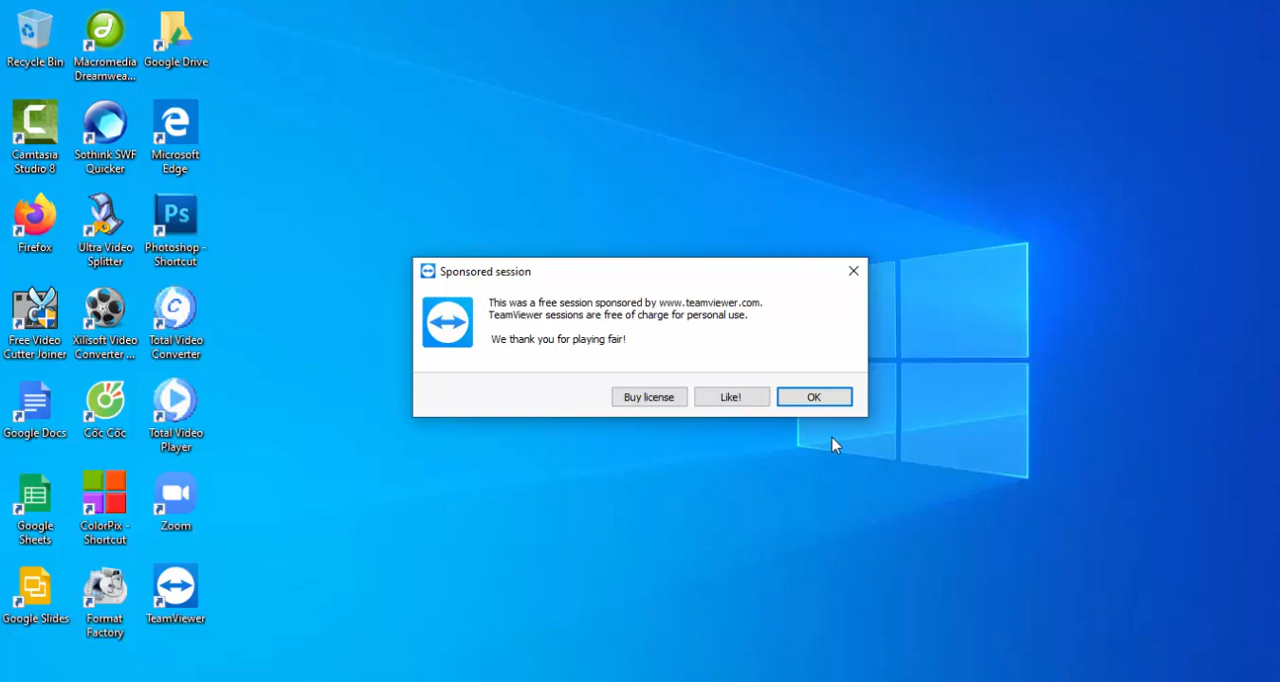 Recycle Bin
Macromedia
Dreamwea...
Google Drive
Camtasia
Studio 8
Sothink SWF
Quicker
Microsoft
Edge
Firefox
Ultra Video
Splitter
Ps
Photoshop -
Shortcut
Free Video
Cutter Joiner
Xilisoft Video
Converter ...
Total Video
Converter
Google Docs
Cốc Cốc
Total Video
Player
Google
Sheets
ColorPix -
Shortcut
Zoom
Google Slides
Format
Factory
TeamViewer
Sponsored session
This was a free session sponsored by www.teamviewer.com.
TeamViewer sessions are free of charge for personal use.
We thank you for playing fair!
Buy license
Like!
OK